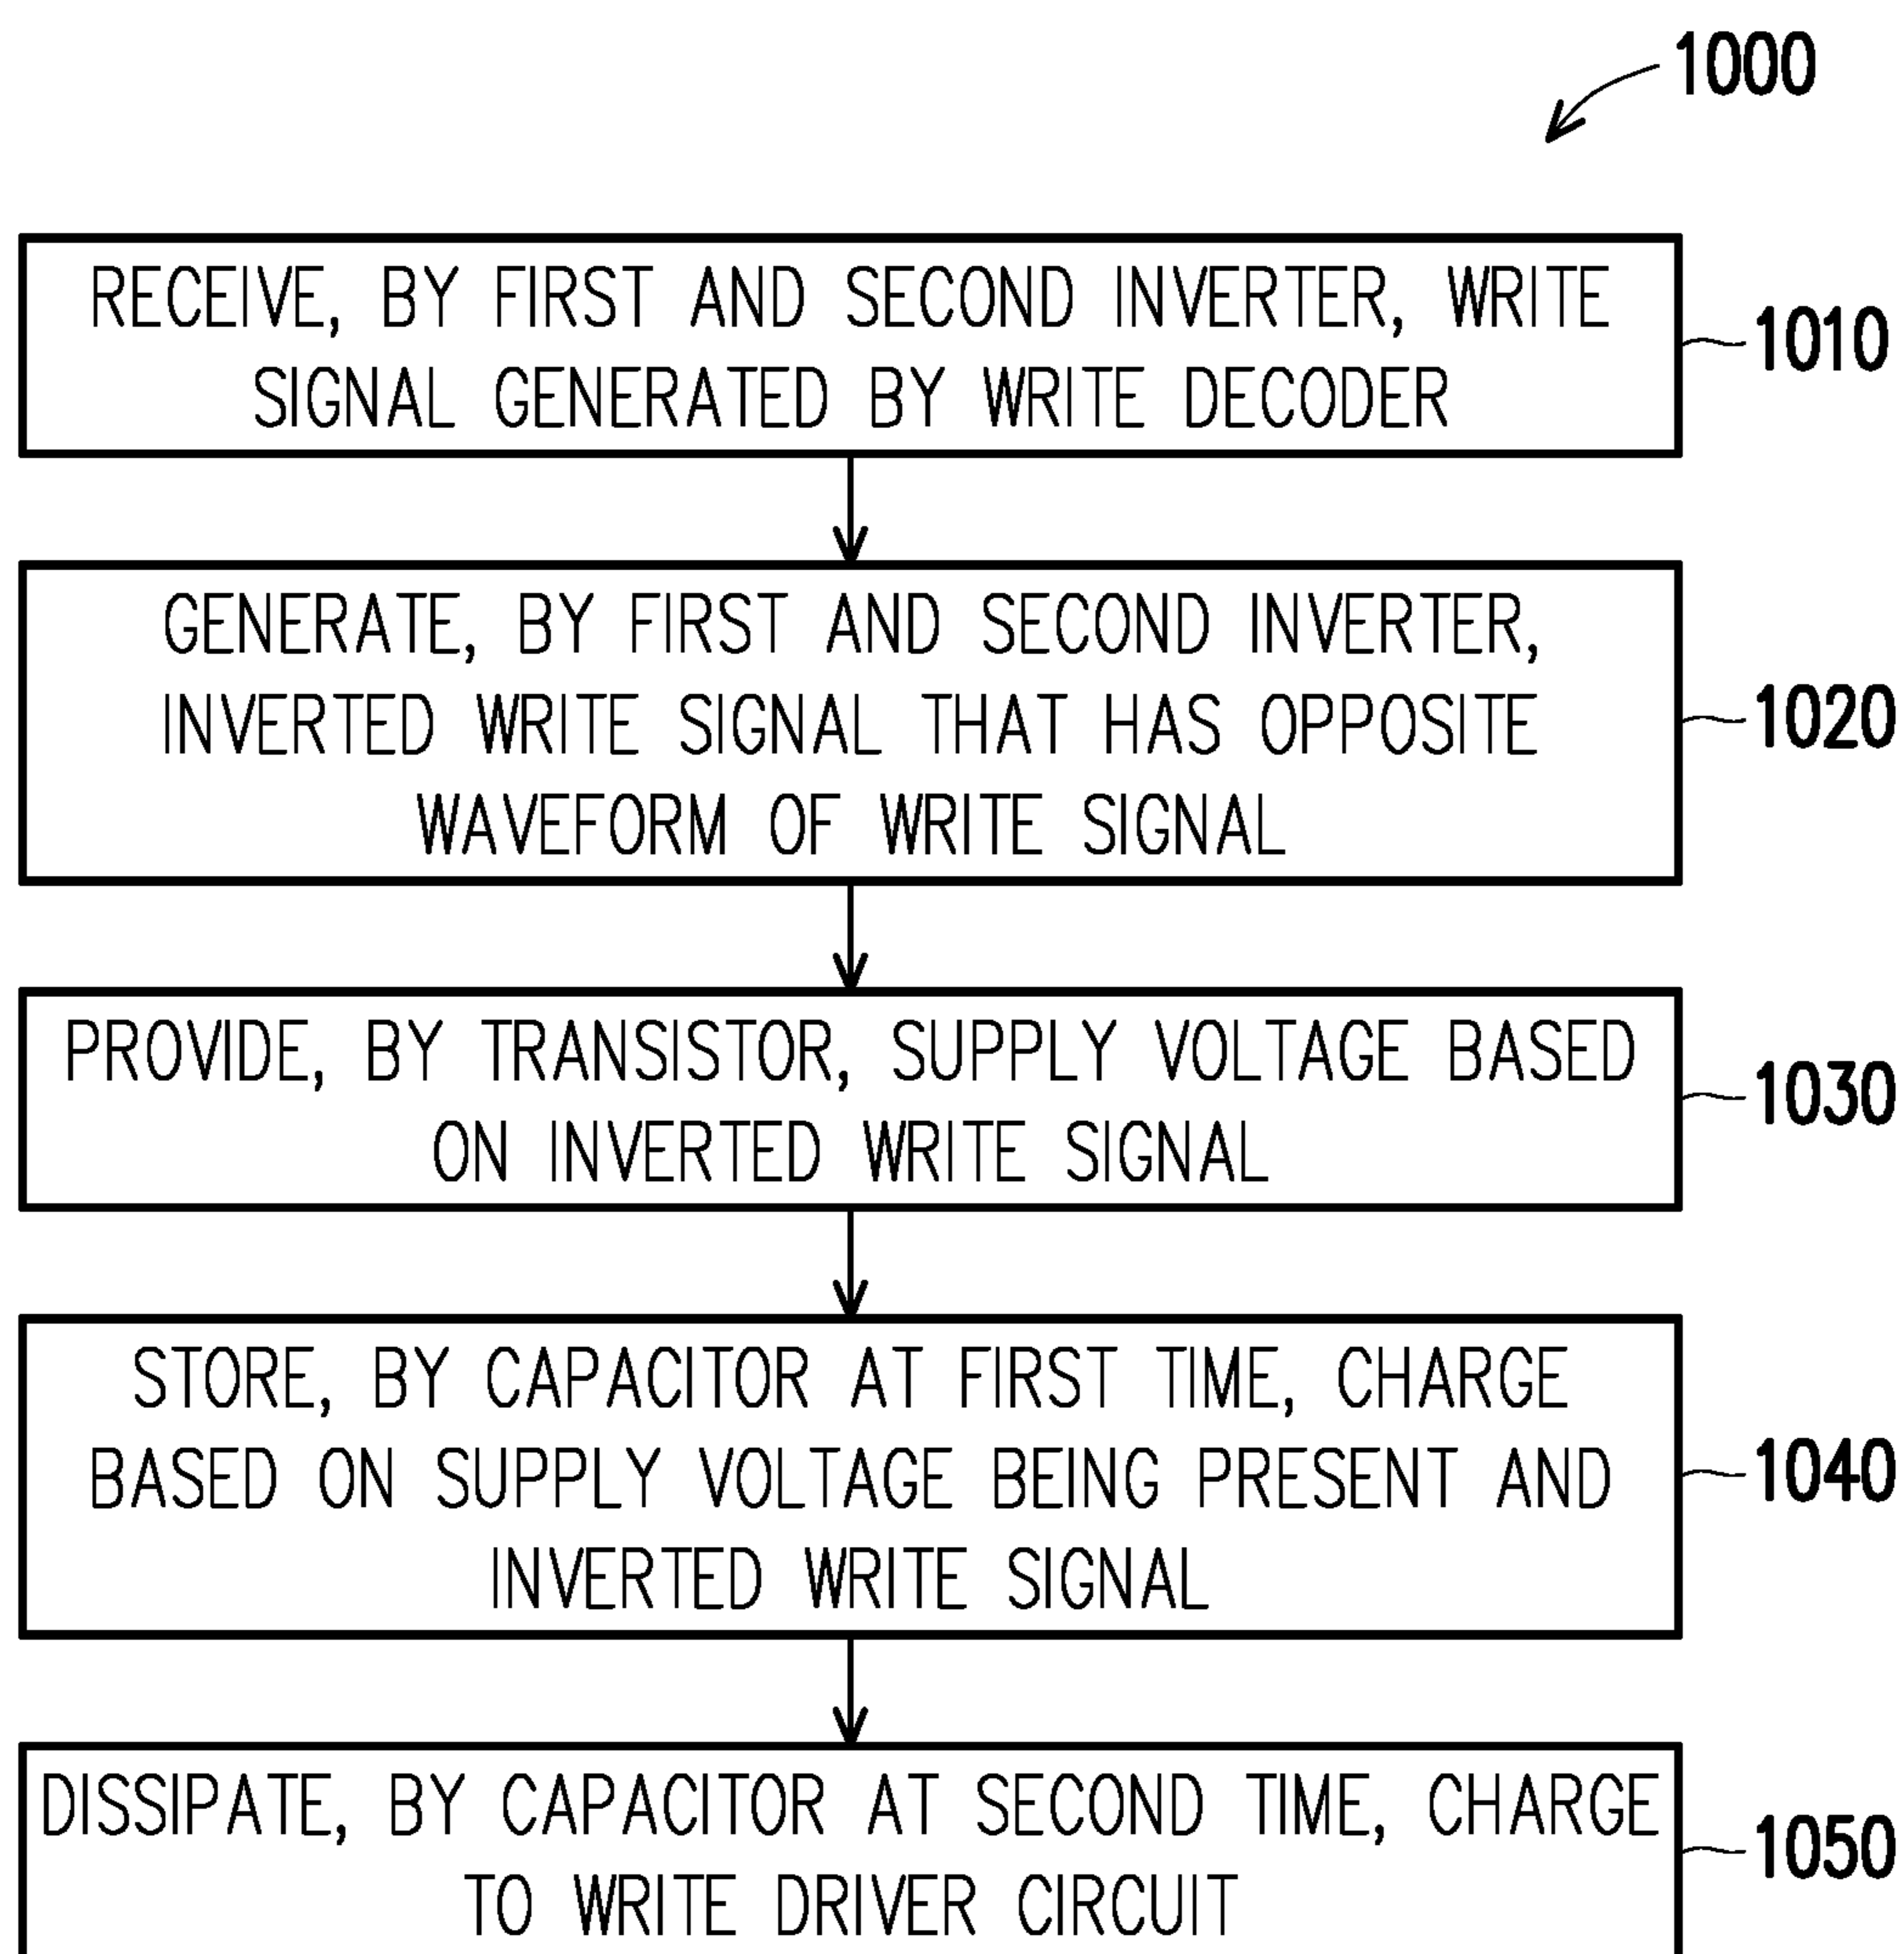 1000
RECEIVE, BY FIRST AND SECOND INVERTER, WRITE
SIGNAL GENERATED BY WRITE DECODER
1010
GENERATE, BY FIRST AND SECOND INVERTER,
INVERTED WRITE SIGNAL THAT HAS OPPOSITE
WAVEFORM OF WRITE SIGNAL
1020
PROVIDE, BY TRANSISTOR, SUPPLY VOLTAGE BASED
ON INVERTED WRITE SIGNAL
1030
STORE, BY CAPACITOR AT FIRST TIME, CHARGE
BASED ON SUPPLY VOLTAGE BEING PRESENT AND
INVERTED WRITE SIGNAL
1040
DISSIPATE, BY CAPACITOR AT SECOND TIME, CHARGE
TO WRITE DRIVER CIRCUIT
1050